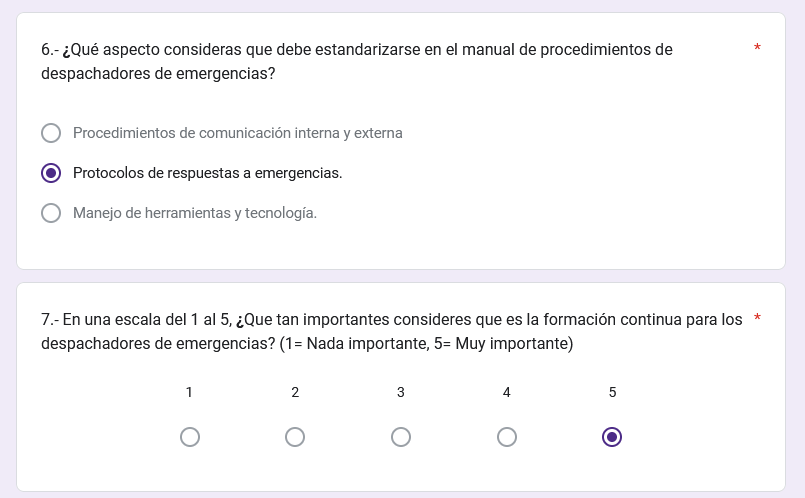 6.- ¿Qué aspecto consideras que debe estandarizarse en el manual de procedimientos de *
despachadores de emergencias?
Procedimientos de comunicación interna y externa
Protocolos de respuestas a emergencias.
Manejo de herramientas y tecnología.
7.- En una escala del 1 al 5, ¿Que tan importantes consideres que es la formación continua para los *
despachadores de emergencias? (1= Nada importante, 5= Muy importante)
1 2 3 4 5